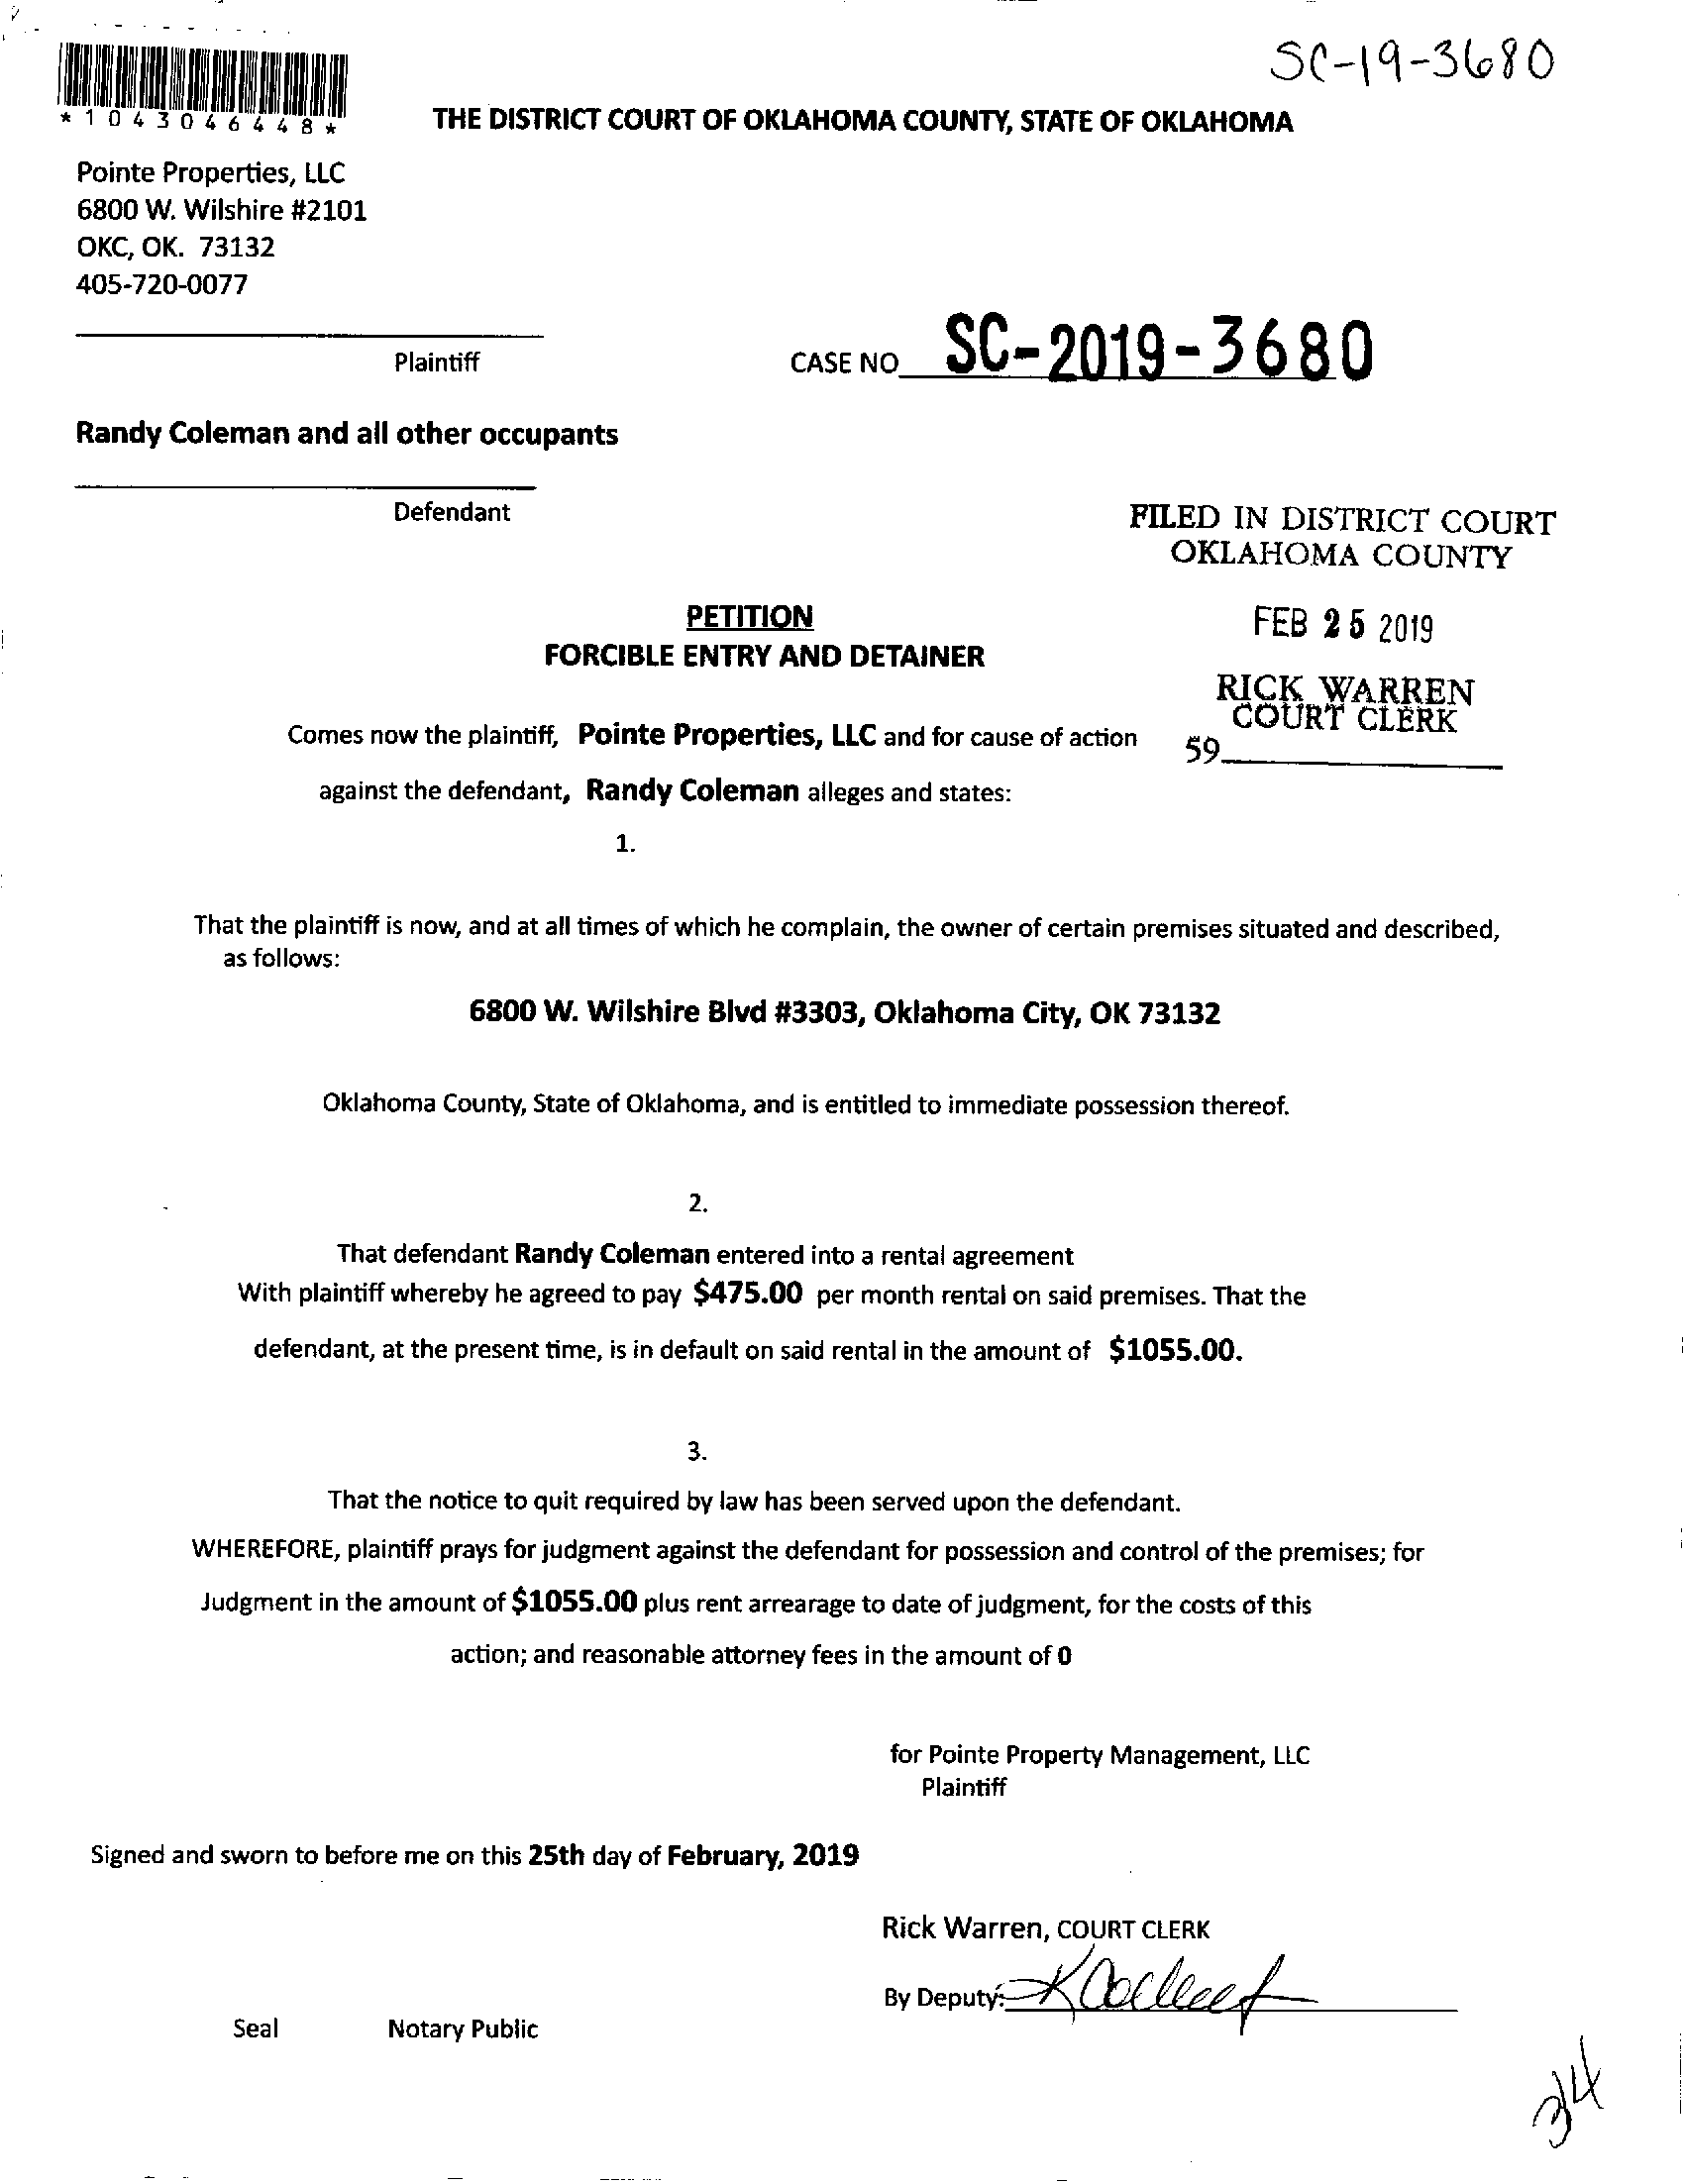 SC-19-3680
*1043046448*
THE DISTRICT COURT OF OKLAHOMA COUNTY, STATE OF OKLAHOMA
Pointe Properties, LLC
6800 W. Wilshire #2101
OKC, OK. 73132
405-720-0077
Plaintiff
CASE NO. SC-2019-3680
Randy Coleman and all other occupants
Defendant
FILED IN DISTRICT COURT
OKLAHOMA COUNTY
PETITION
FEB 25 2019
FORCIBLE ENTRY AND DETAINER
RICK WARREN
COURT CLERK
59
Comes now the plaintiff, Pointe Properties, LLC and for cause of action
against the defendant, Randy Coleman alleges and states:
1.
That the plaintiff is now, and at all times of which he complain, the owner of certain premises situated and described,
as follows:
6800 W. Wilshire Blvd #3303, Oklahoma City, OK 73132
Oklahoma County, State of Oklahoma, and is entitled to immediate possession thereof.
2.
That defendant Randy Coleman entered into a rental agreement
With plaintiff whereby he agreed to pay $475.00 per month rental on said premises. That the
defendant, at the present time, is in default on said rental in the amount of $1055.00.
3.
That the notice to quit required by law has been served upon the defendant.
WHEREFORE, plaintiff prays for judgment against the defendant for possession and control of the premises; for
Judgment in the amount of $1055.00 plus rent arrearage to date of judgment, for the costs of this
action; and reasonable attorney fees in the amount of 0
for Pointe Property Management, LLC
Plaintiff
Signed and sworn to before me on this 25th day of February, 2019
Rick Warren, COURT CLERK
By Deputy:
Seal Notary Public